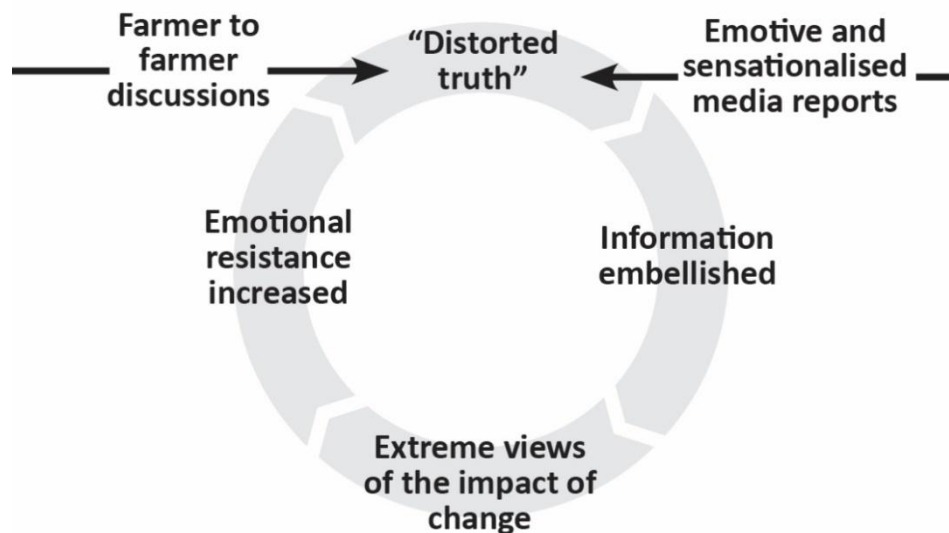 Farmer to
farmer
discussions
“Distorted
truth”
Emotive and
sensationalised
media reports
Emotional
resistance
increased
Information
embellished
Extreme views
of the impact of
change